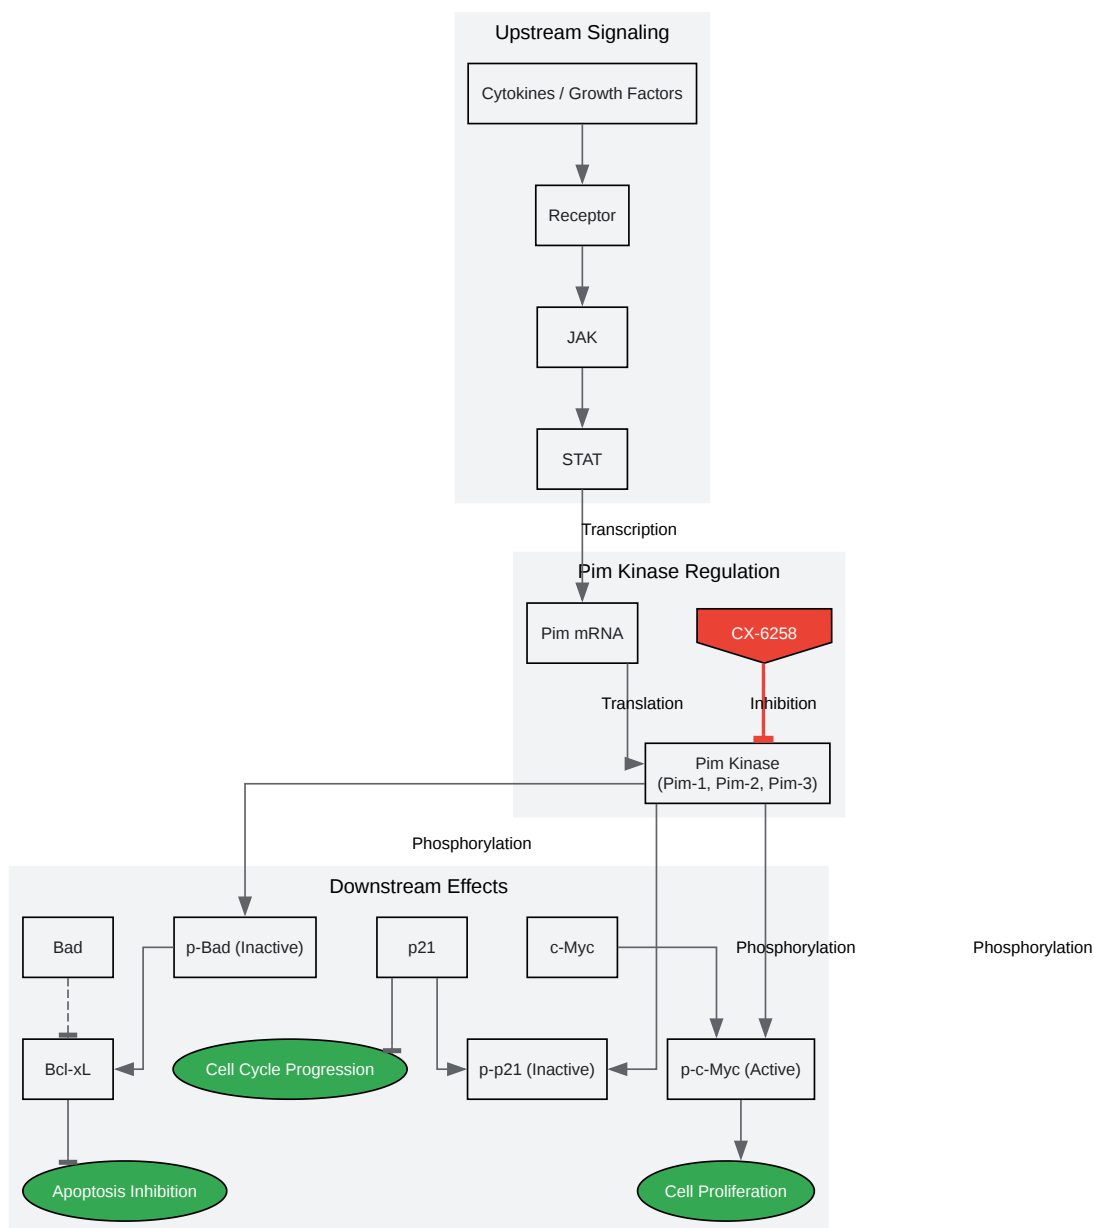 Upstream Signaling
Cytokines / Growth Factors
Receptor
JAK
STAT
Transcription
Pim Kinase Regulation
Pim mRNA
CX-6258
Translation
Inhibition
Pim Kinase
(Pim-1, Pim-2, Pim-3)
Phosphorylation
Downstream Effects
Bad
p-Bad (Inactive)
p21
c-Myc
Phosphorylation
Phosphorylation
Bcl-xL
Cell Cycle Progression
p-p21 (Inactive)
p-c-Myc (Active)
Apoptosis Inhibition
Cell Proliferation